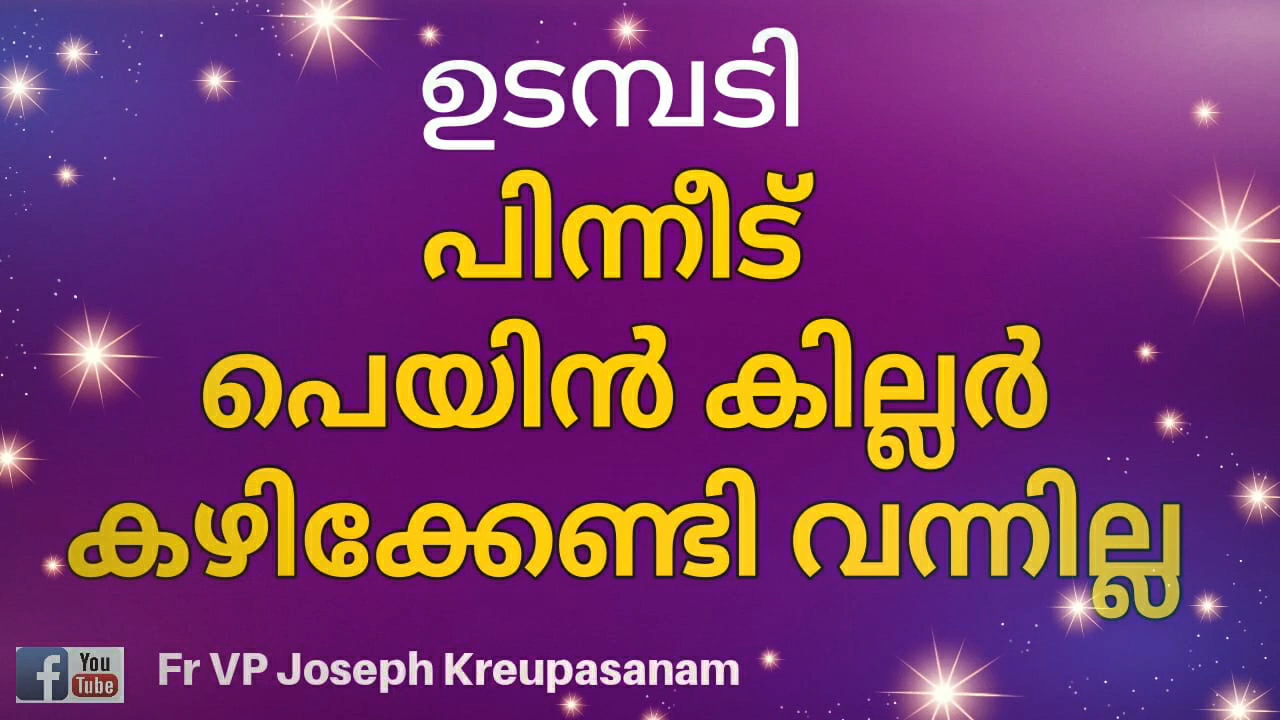 ഉടമ്പടി
പിന്നീട്
പെയിൻ കില്ലർ
കഴിക്കേണ്ടി വന്നില്ല
f You
Tube
Fr VP Joseph Kreupasanam